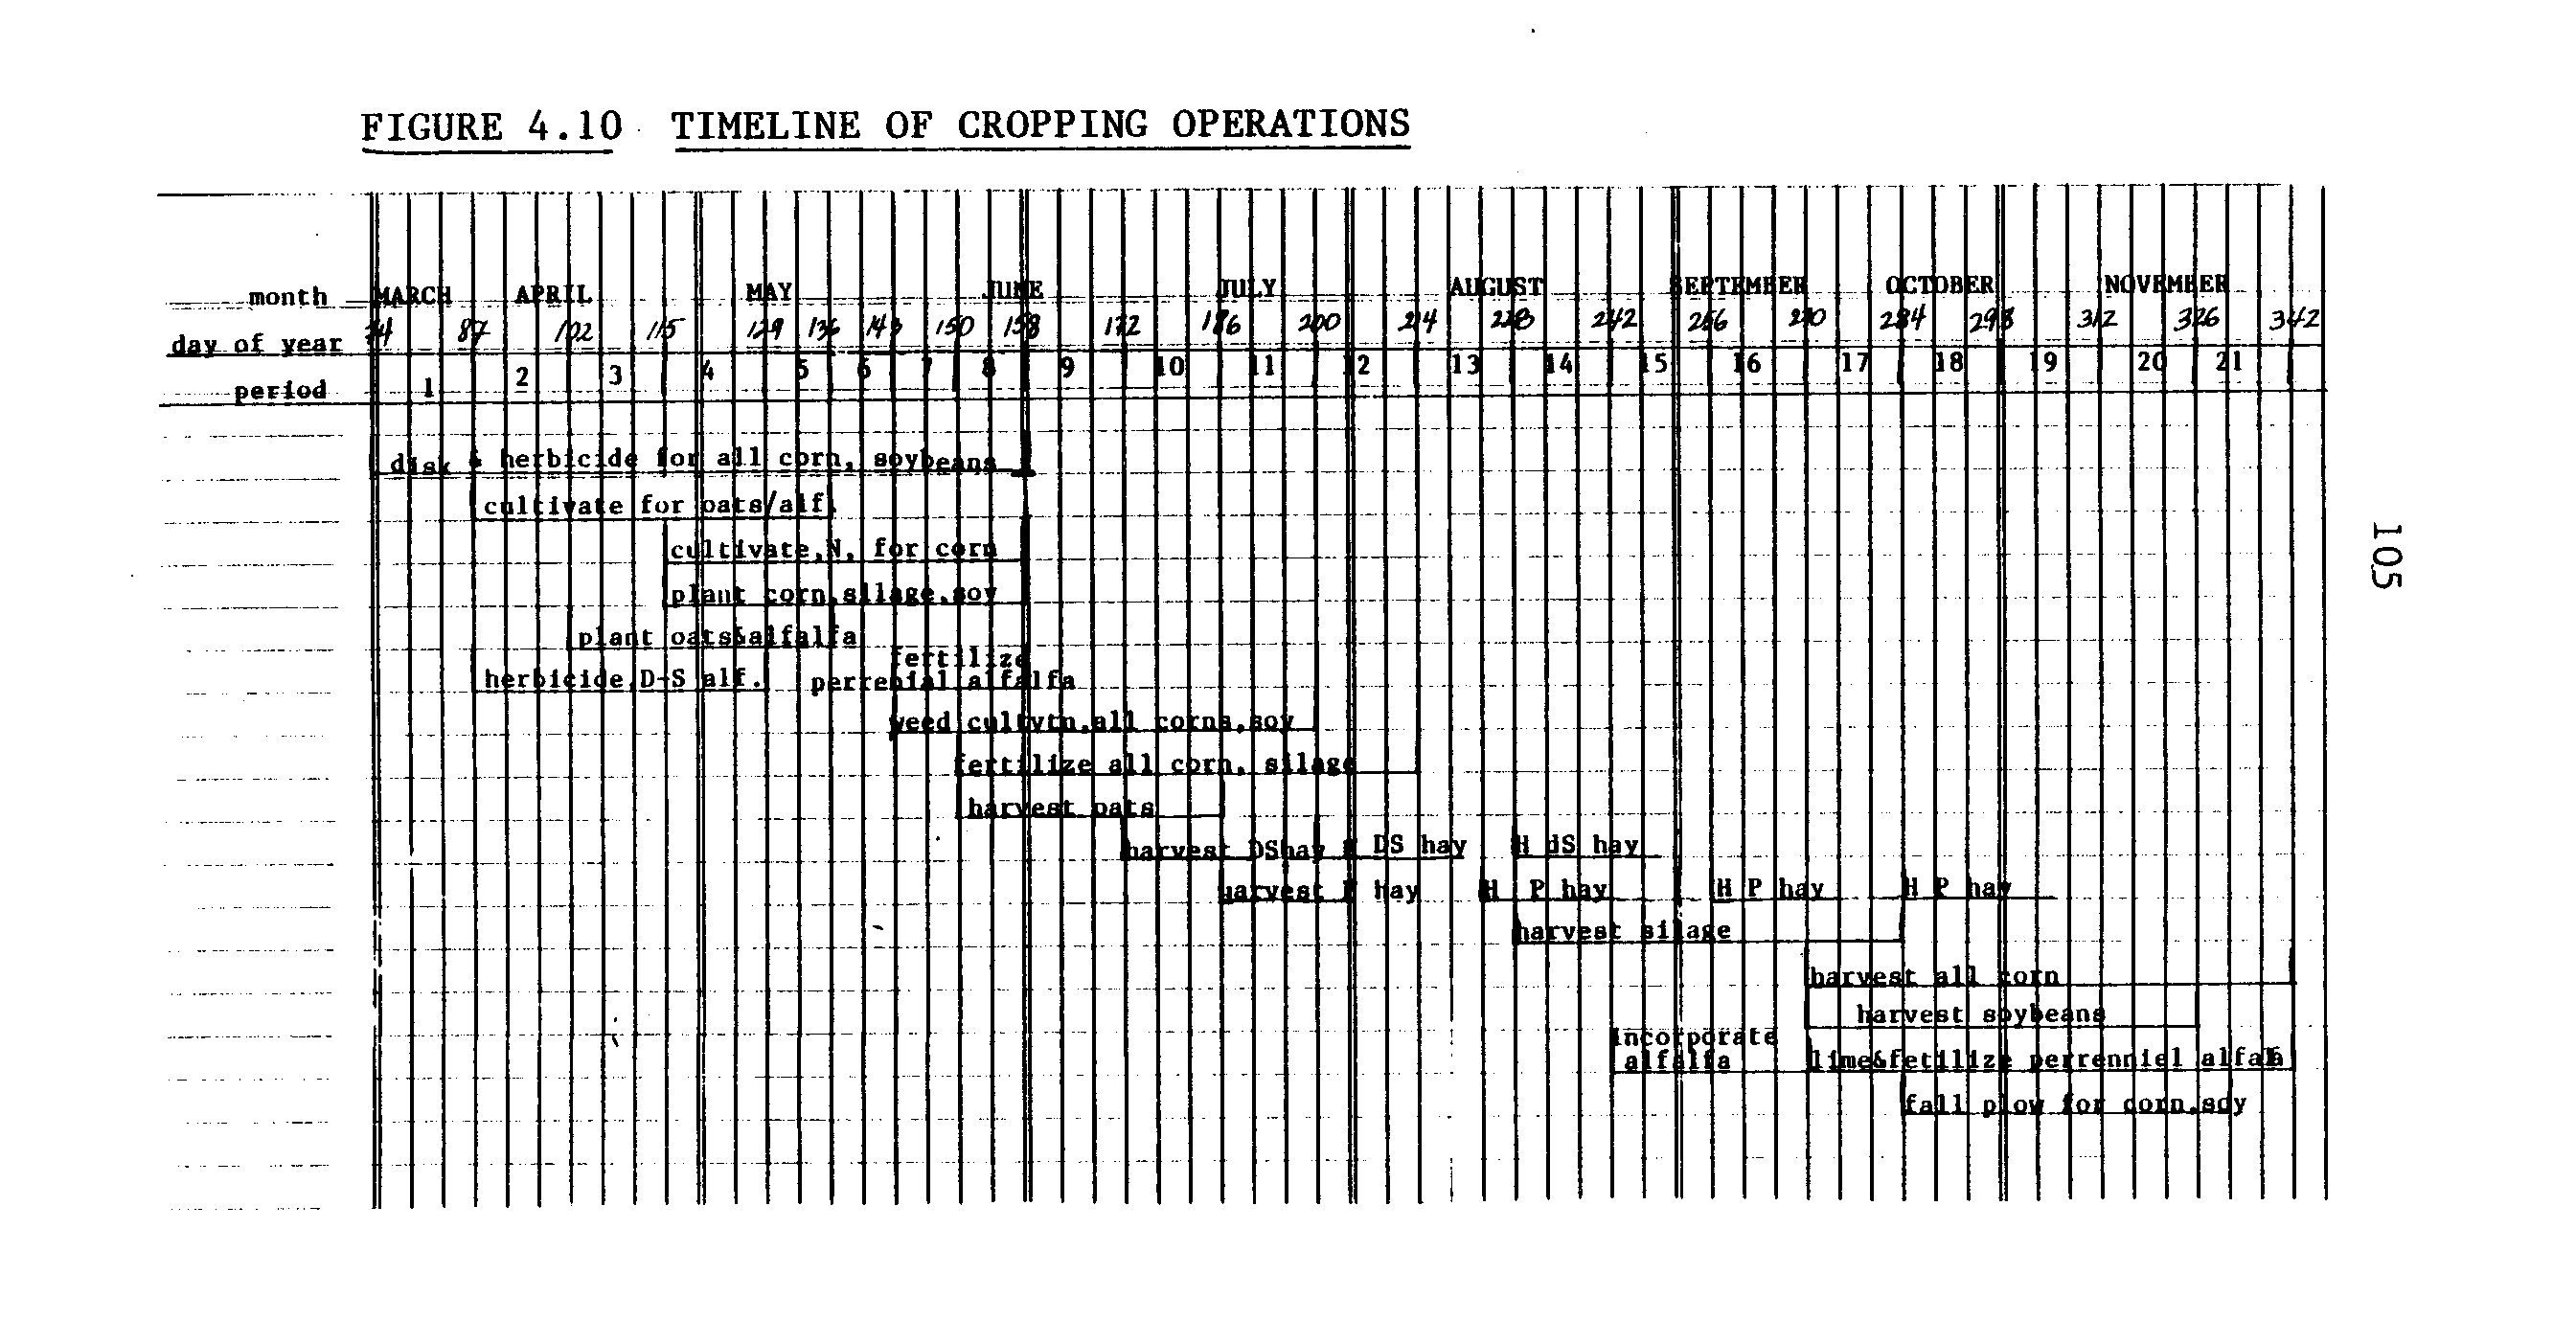 FIGURE 4.10 TIMELINE OF CROPPING OPERATIONS
month MARCH APRIL MAY JUNE JULY AUGUST SEPTEMBER OCTOBER NOVEMBER
day of year 87 102 115 129 136 143 150 158 172 186 200 214 228 242 256 270 284 298 312 326 342
period 1 2 3 4 5 6 7 8 9 10 11 12 13 14 15 16 17 18 19 20 21
disk & herbicide for all corn, soybeans
cultivate for oats/alf.
cultivate,N, for corn
plant corn,silage,soy
plant oats&alfalfa
fertilize
herbicide,D-S alf. perrenial alfalfa
weed cultvtn,all corns,soy
fertilize all corn, silage
harvest oats
harvest DShay H DS hay H dS hay
harvest P hay H P hay H P hay H P hay
harvest silage
harvest all corn
harvest soybeans
incorporate
alfalfa lime&fetilize perrenniel alfalfa
fall plow for corn,soy
105